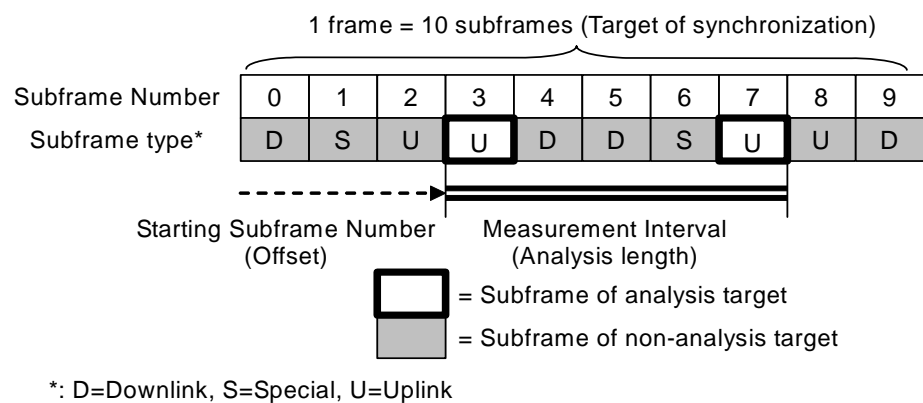 1 frame = 10 subframes (Target of synchronization)
Subframe Number 0 1 2 3 4 5 6 7 8 9
Subframe type* D S U U D D S U U D
Starting Subframe Number
(Offset)
Measurement Interval
(Analysis length)
= Subframe of analysis target
= Subframe of non-analysis target
*: D=Downlink, S=Special, U=Uplink